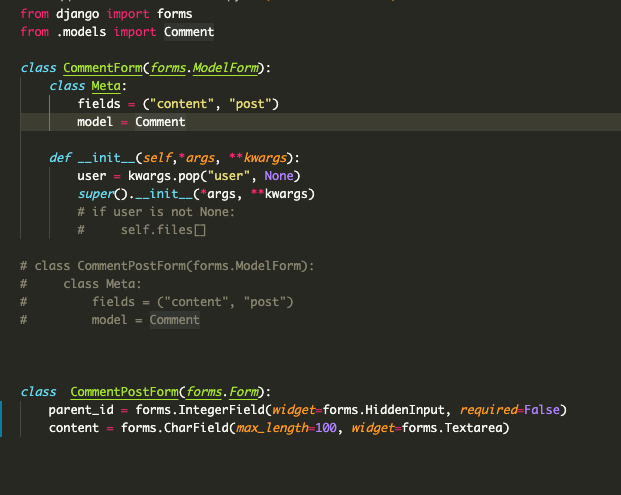 from django import forms
from .models import Comment
class CommentForm(forms.ModelForm):
class Meta:
fields = ("content", "post")
model = Comment
def __init__(self,*args, **kwargs):
user = kwargs.pop("user", None)
super().__init__(*args, **kwargs)
# if user is not None:
#     self.files[]
# class CommentPostForm(forms.ModelForm):
#     class Meta:
#         fields = ("content", "post")
#         model = Comment
class  CommentPostForm(forms.Form):
parent_id = forms.IntegerField(widget=forms.HiddenInput, required=False)
content = forms.CharField(max_length=100, widget=forms.Textarea)